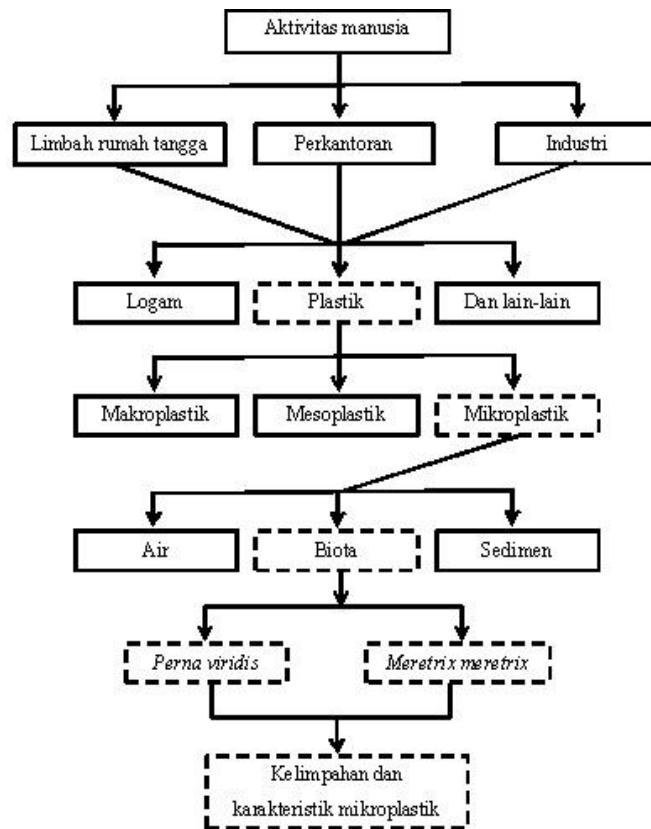 Aktivitas manusia
Limbah rumah tangga
Perkantoran
Industri
Logam
Plastik
Dan lain-lain
Makroplastik
Mesoplastik
Mikroplastik
Air
Biota
Sedimen
Perna viridis
Meretrix meretrix
Kelimpahan dan
karakteristik mikroplastik